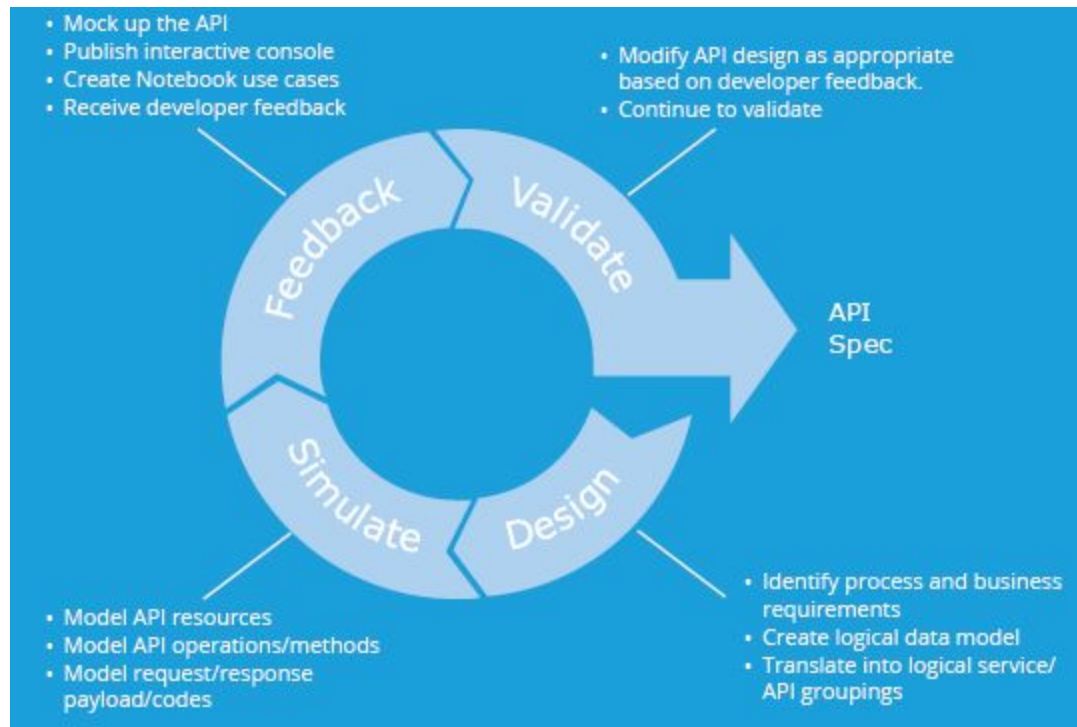 • Mock up the API
• Publish interactive console
• Create Notebook use cases
• Receive developer feedback
• Modify API design as appropriate
based on developer feedback.
• Continue to validate
Feedback
Validate
API
Spec
Simulate
Design
• Model API resources
• Model API operations/methods
• Model request/response
payload/codes
• Identify process and business
requirements
• Create logical data model
• Translate into logical service/
API groupings